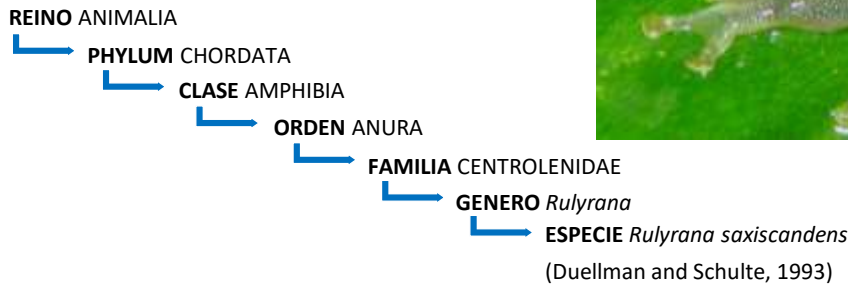 REINO ANIMALIA
PHYLUM CHORDATA
CLASE AMPHIBIA
ORDEN ANURA
FAMILIA CENTROLENIDAE
GENERO Rulyrana
ESPECIE Rulyrana saxiscandens
(Duellman and Schulte, 1993)